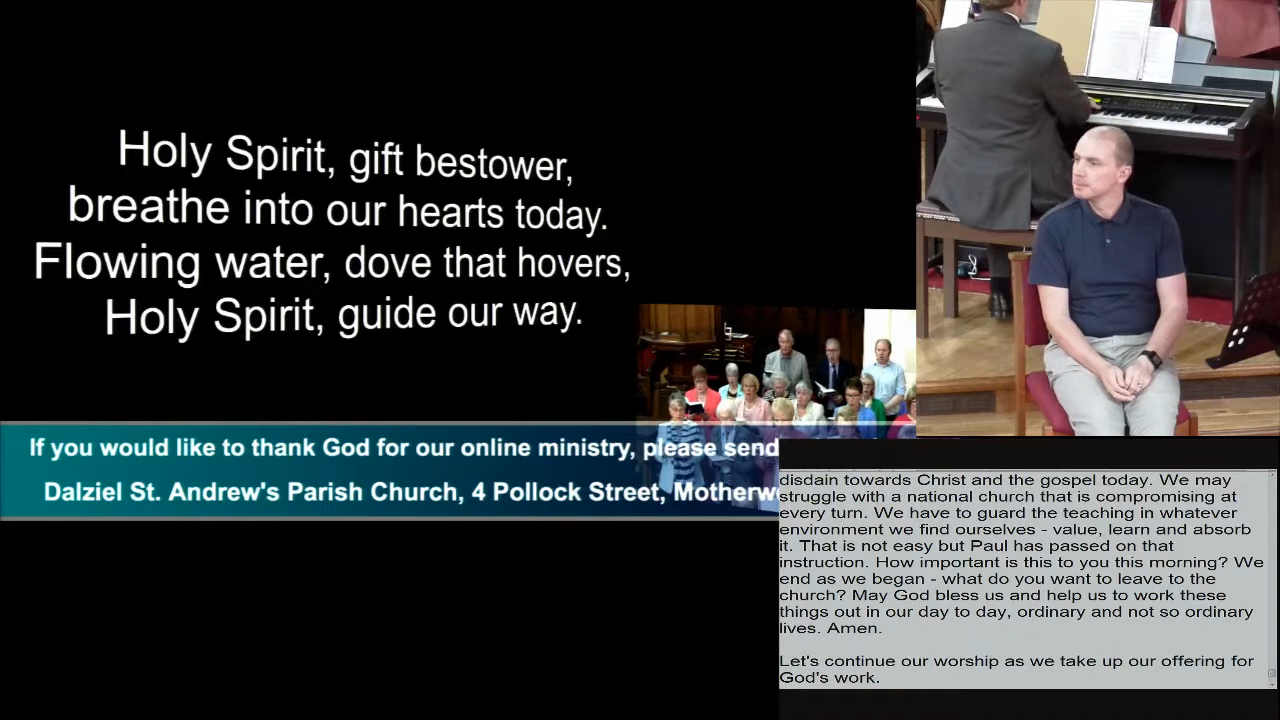 Holy Spirit, gift bestower,
breathe into our hearts today.
Flowing water, dove that hovers,
Holy Spirit, guide our way.
If you would like to thank God for our online ministry, please send
Dalziel St. Andrew's Parish Church, 4 Pollock Street,
disdain towards Christ and the gospel today. We may
struggle with a national church that is compromising at
every turn. We have to guard the teaching in whatever
environment we find ourselves - value, learn and absorb
it. That is not easy but Paul has passed on that
instruction. How important is this to you this morning? We
end as we began - what do you want to leave to the
church? May God bless us and help us to work these
things out in our day to day, ordinary and not so ordinary
lives. Amen.
Let's continue our worship as we take up our offering for
God's work.